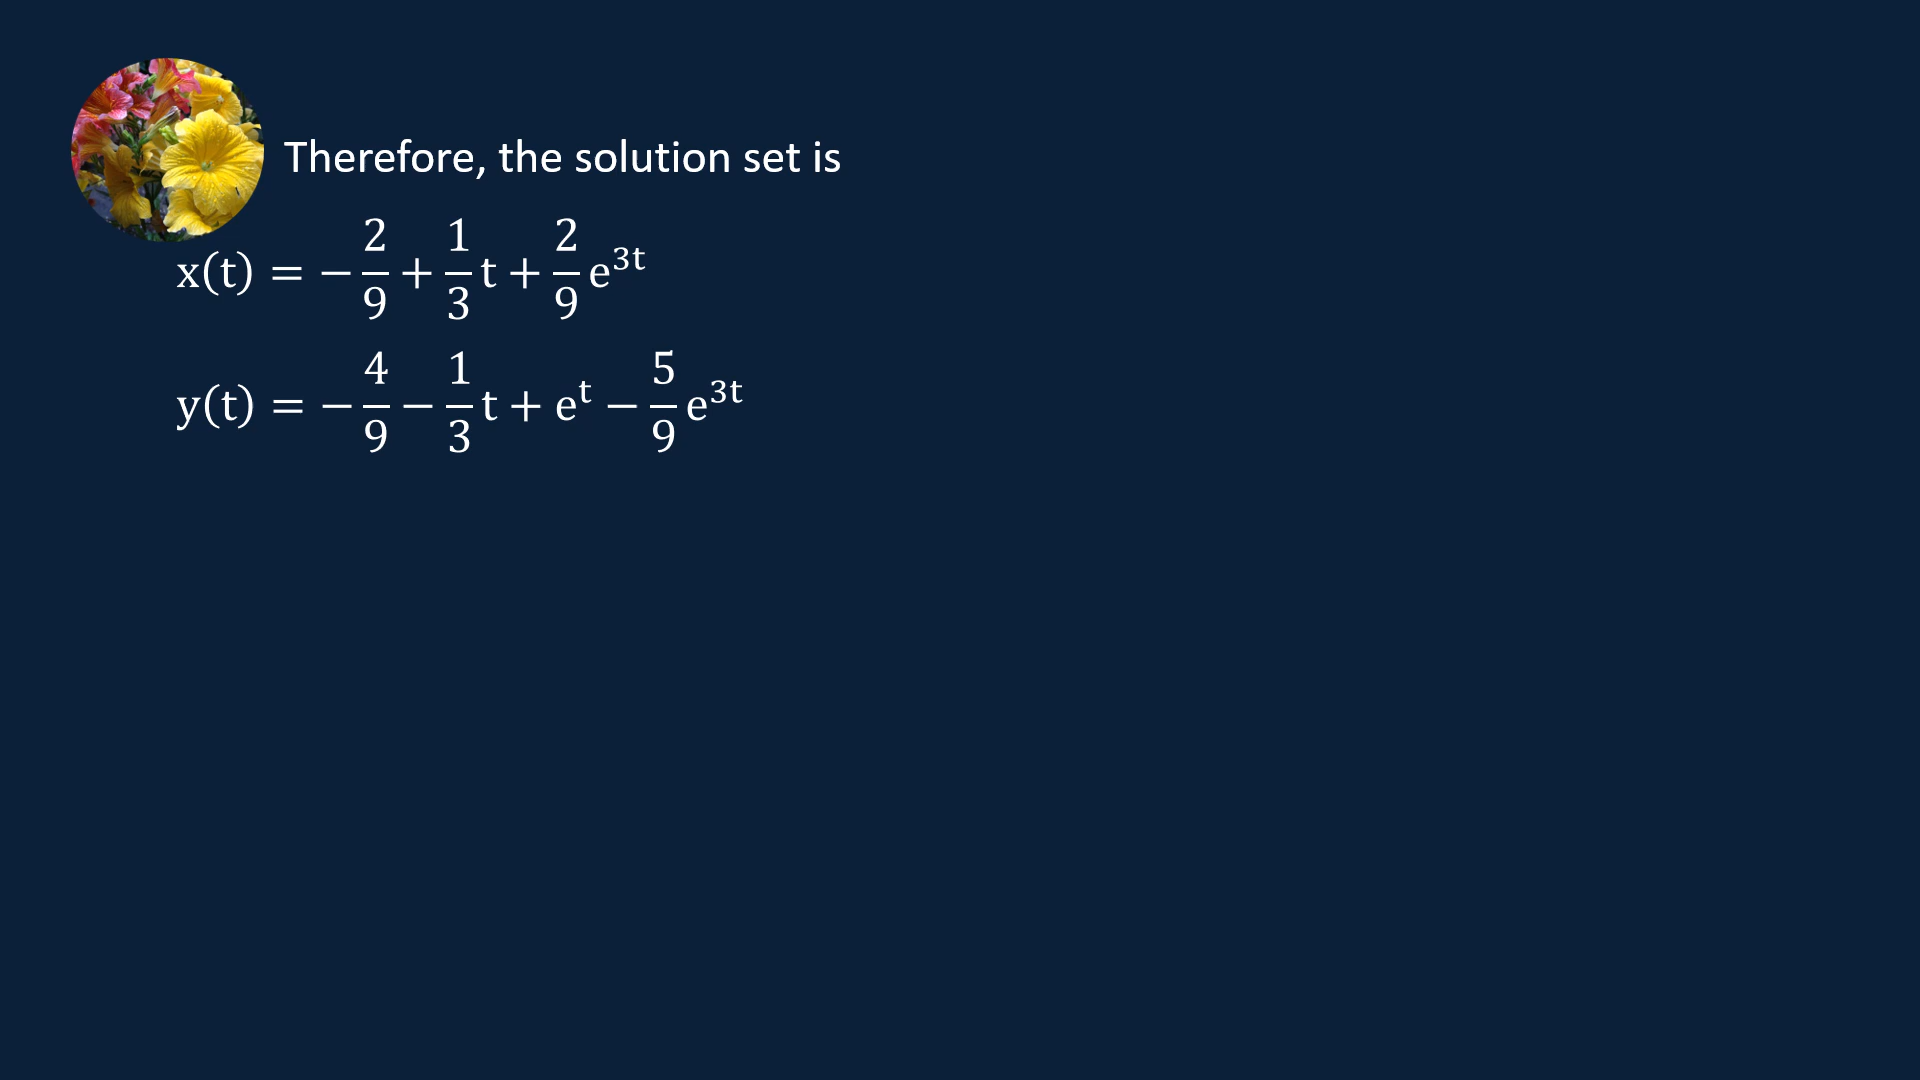 Therefore, the solution set is
x(t) = −2/9 + 1/3 t + 2/9 e^{3t}
y(t) = −4/9 − 1/3 t + e^t − 5/9 e^{3t}